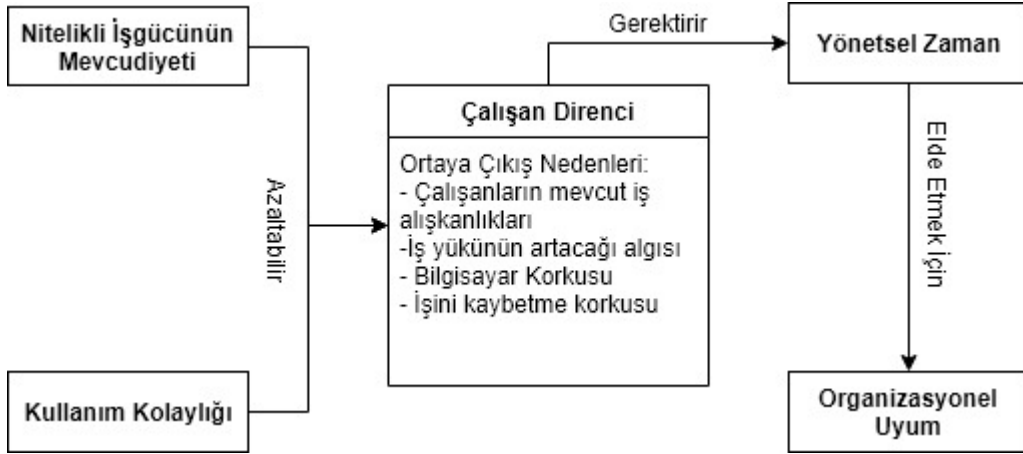 Nitelikli İşgücünün
Mevcudiyeti
Gerektirir
Yönetsel Zaman
Çalışan Direnci
Ortaya Çıkış Nedenleri:
- Çalışanların mevcut iş
alışkanlıkları
-İş yükünün artacağı algısı
- Bilgisayar Korkusu
- İşini kaybetme korkusu
Azaltabilir
Elde Etmek İçin
Kullanım Kolaylığı
Organizasyonel
Uyum